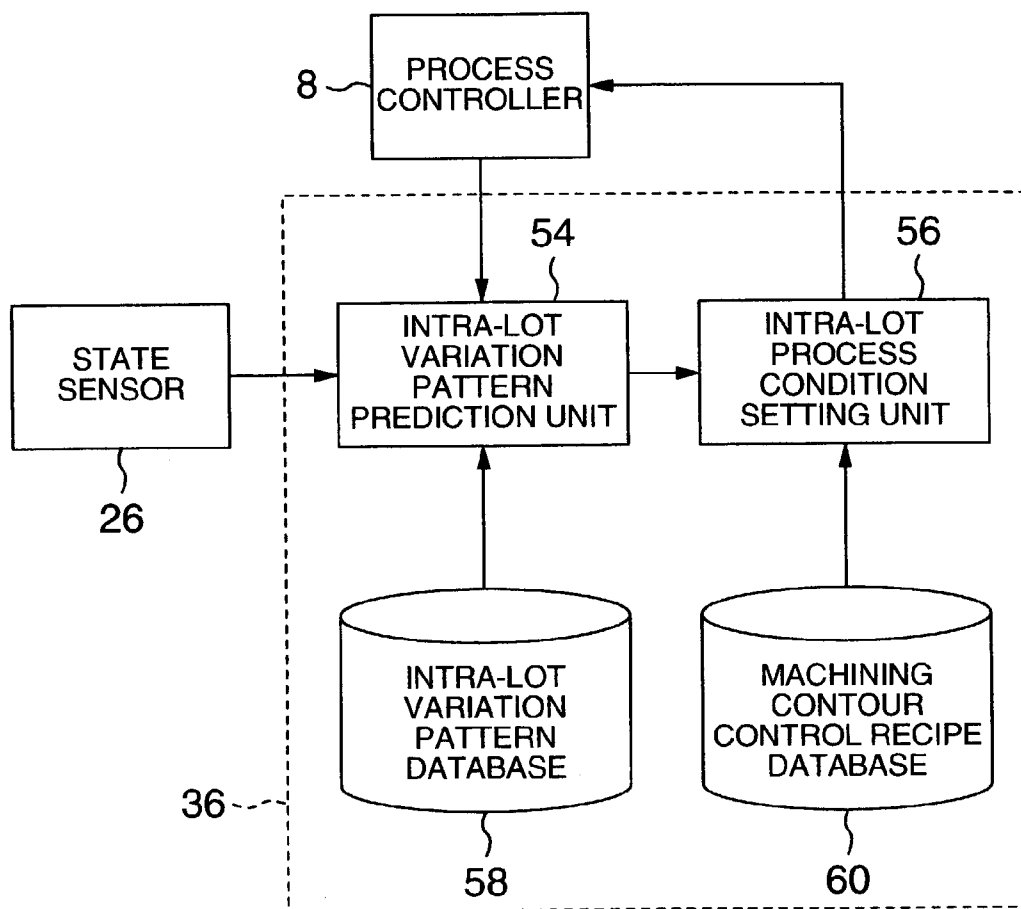 8
PROCESS
CONTROLLER
54
56
STATE
SENSOR
26
INTRA-LOT
VARIATION
PATTERN
PREDICTION UNIT
INTRA-LOT
PROCESS
CONDITION
SETTING UNIT
INTRA-LOT
VARIATION
PATTERN
DATABASE
MACHINING
CONTOUR
CONTROL RECIPE
DATABASE
36
58
60